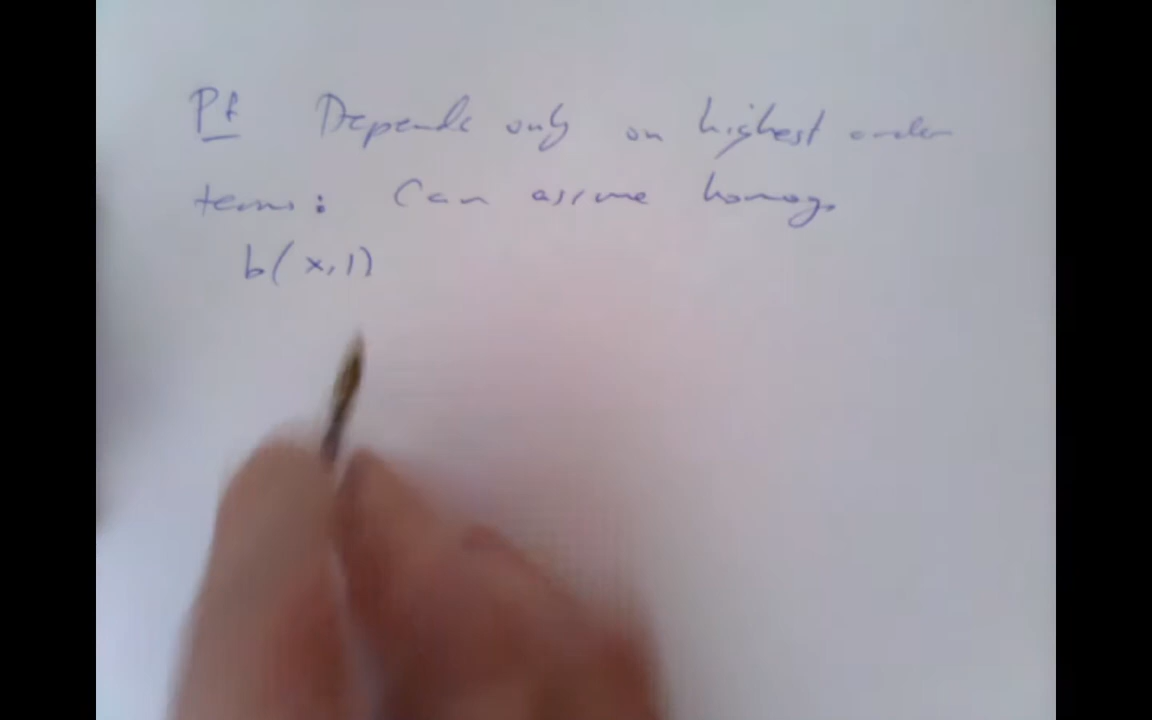 Pf Depends only on highest order
terms: Can assume homog.
b(x,1)